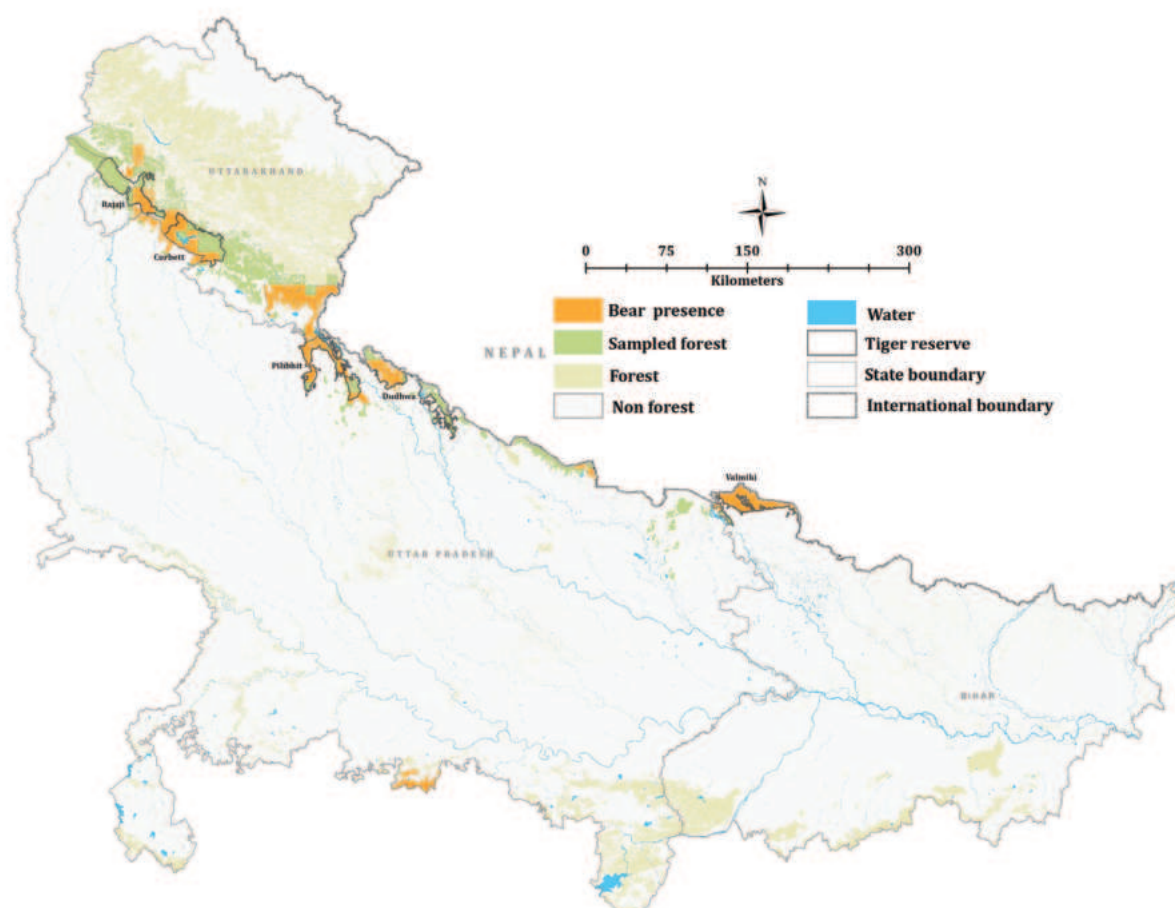 UTTARAKHAND
Rajaji
Corbett
N
0 75 150 300
Kilometers
Bear presence
Sampled forest
Forest
Non forest
Water
Tiger reserve
State boundary
International boundary
NEPAL
Pilibhit
Dudhwa
Valmiki
UTTAR PRADESH
BIHAR